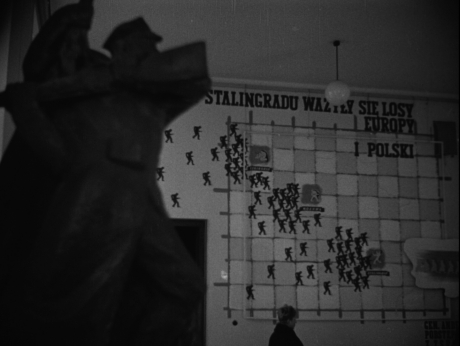 STALINGRADU WAŻYŁY SIĘ LOSY
EUROPY
I POLSKI